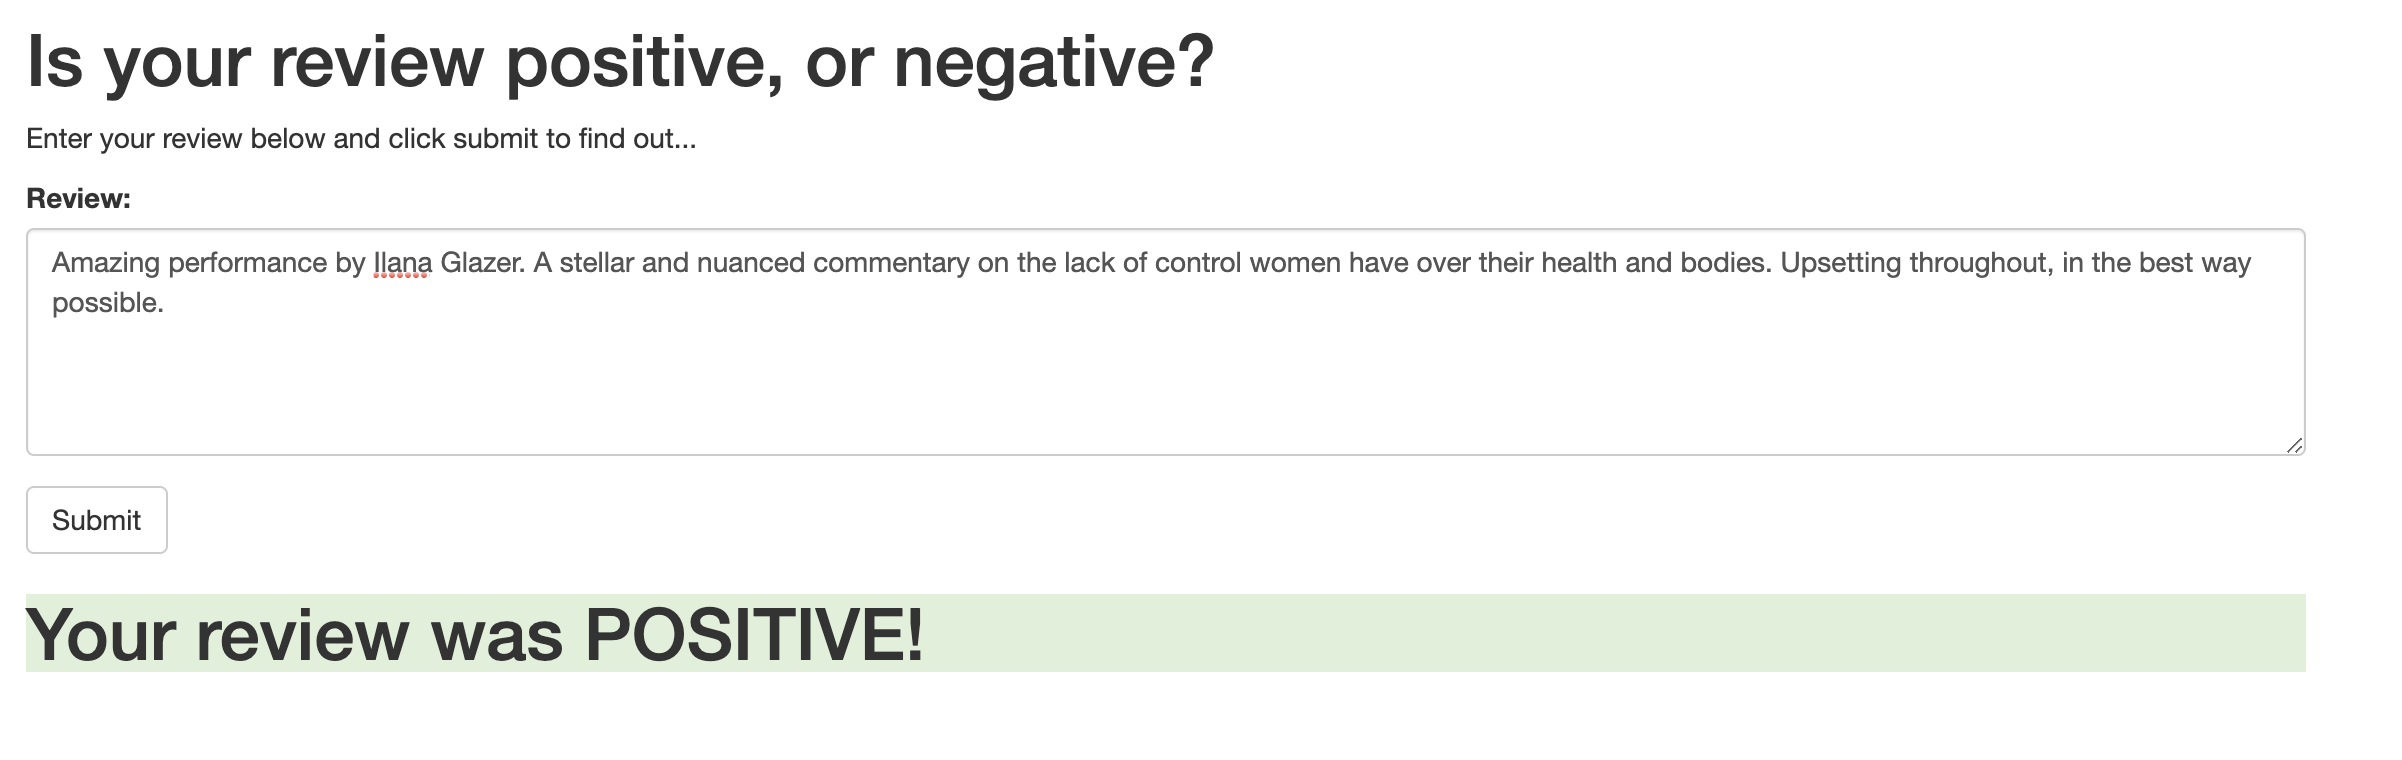 Is your review positive, or negative?
Enter your review below and click submit to find out...
Review:
Amazing performance by Ilana Glazer. A stellar and nuanced commentary on the lack of control women have over their health and bodies. Upsetting throughout, in the best way
possible.
Submit
Your review was POSITIVE!